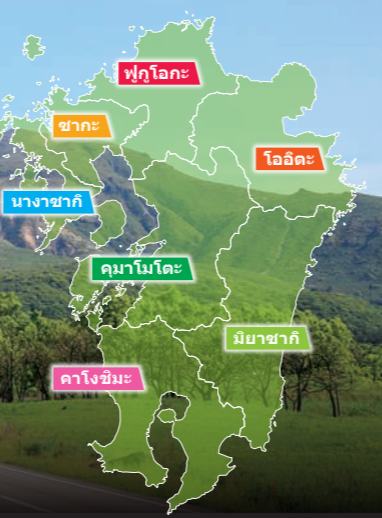 ฟูกูโอกะ
ซากะ
โออิตะ
นางาซากิ
คุมาโมโตะ
มิยาซากิ
คาโงชิมะ